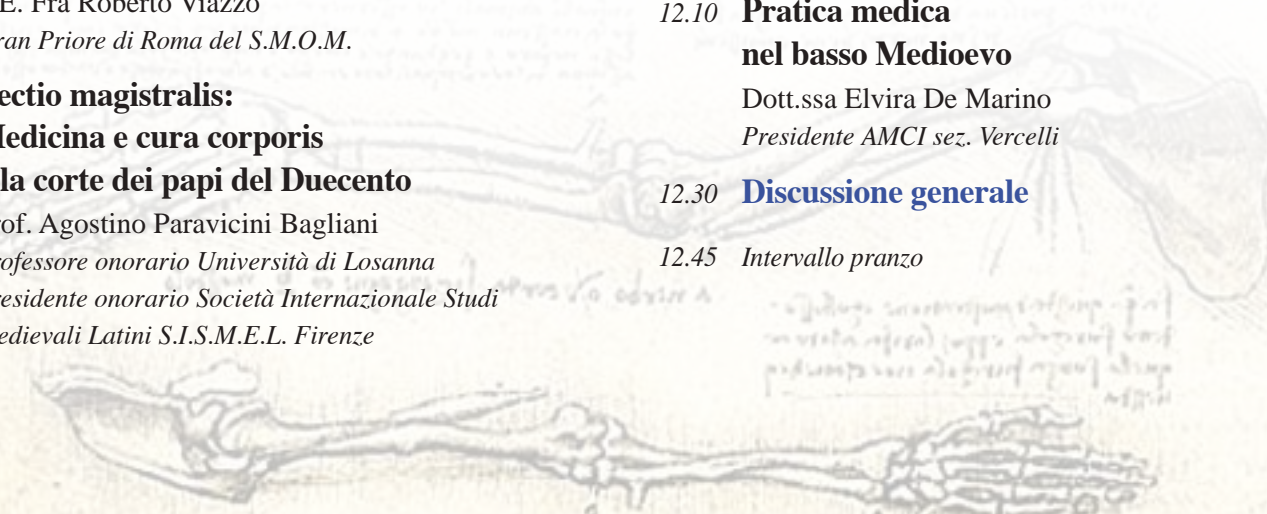 E. Fra Roberto Viazzo
ran Priore di Roma del S.M.O.M.
ectio magistralis:
edicina e cura corporis
la corte dei papi del Duecento
rof. Agostino Paravicini Bagliani
rofessore onorario Università di Losanna
residente onorario Società Internazionale Studi
edievali Latini S.I.S.M.E.L. Firenze
12.10 Pratica medica
nel basso Medioevo
Dott.ssa Elvira De Marino
Presidente AMCI sez. Vercelli
12.30 Discussione generale
12.45 Intervallo pranzo